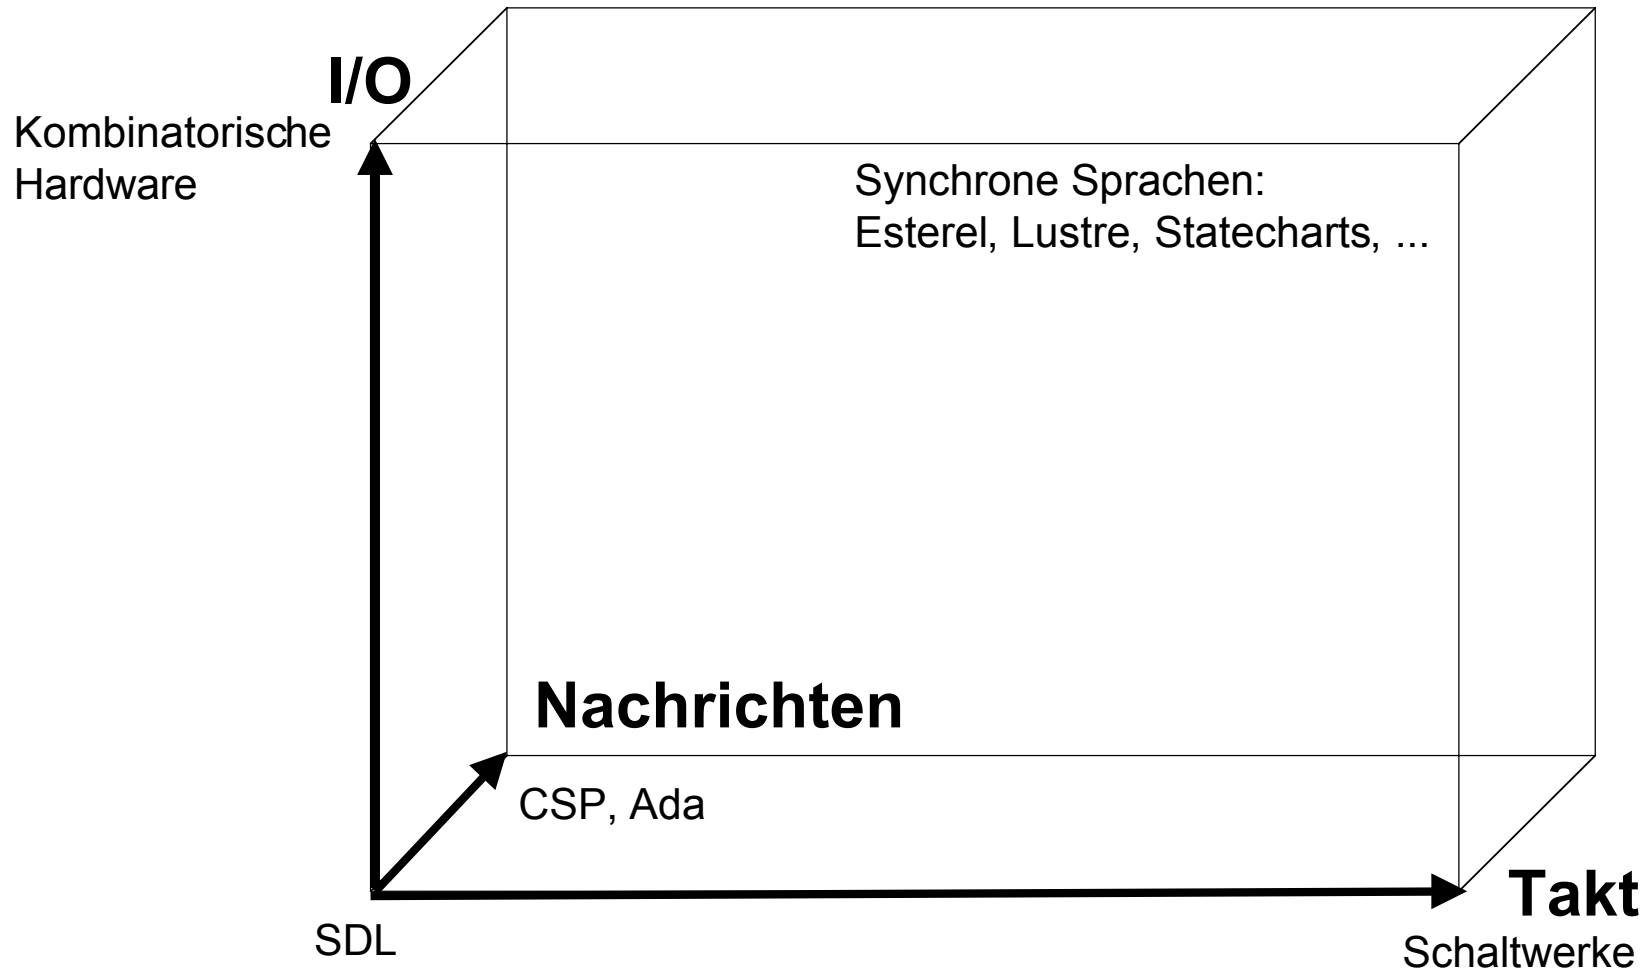 I/O
Kombinatorische
Hardware
Synchrone Sprachen:
Esterel, Lustre, Statecharts, ...
Nachrichten
CSP, Ada
Takt
SDL
Schaltwerke